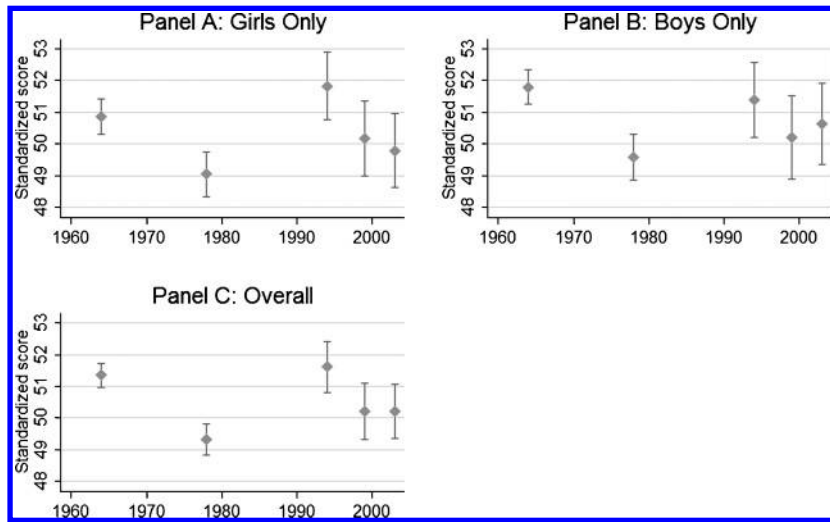 Panel A: Girls Only
Standardized score
53
52
51
50
49
48
1960 1970 1980 1990 2000
Panel B: Boys Only
Standardized score
53
52
51
50
49
48
1960 1970 1980 1990 2000
Panel C: Overall
Standardized score
53
52
51
50
49
48
1960 1970 1980 1990 2000